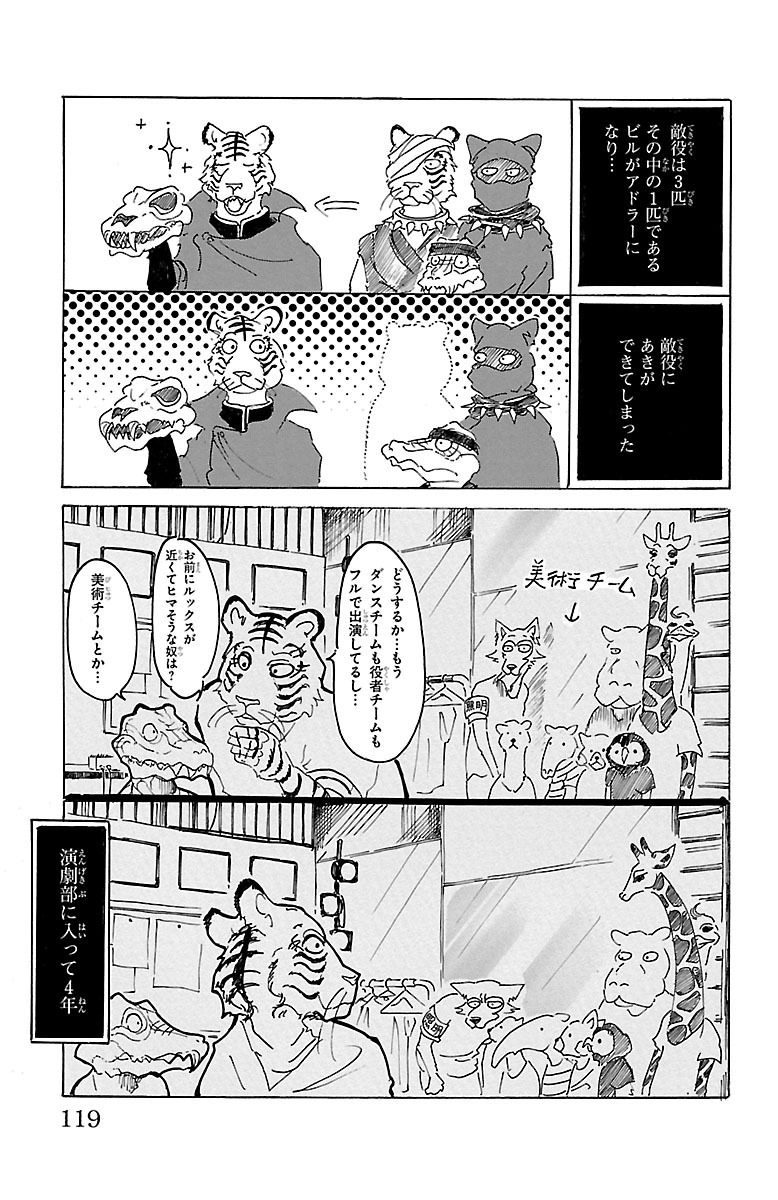 敵役は3匹
その中の1匹である
ビルがアドラーに
なり…
敵役に
あきが
できてしまった
美術チーム
どうするか…もう
ダンスチームも役者チームも
フルで出演してるし…
お前にルックスが
近くてヒマそうな奴は?
美術チームとか…
照明
照明
演劇部に入って4年
119